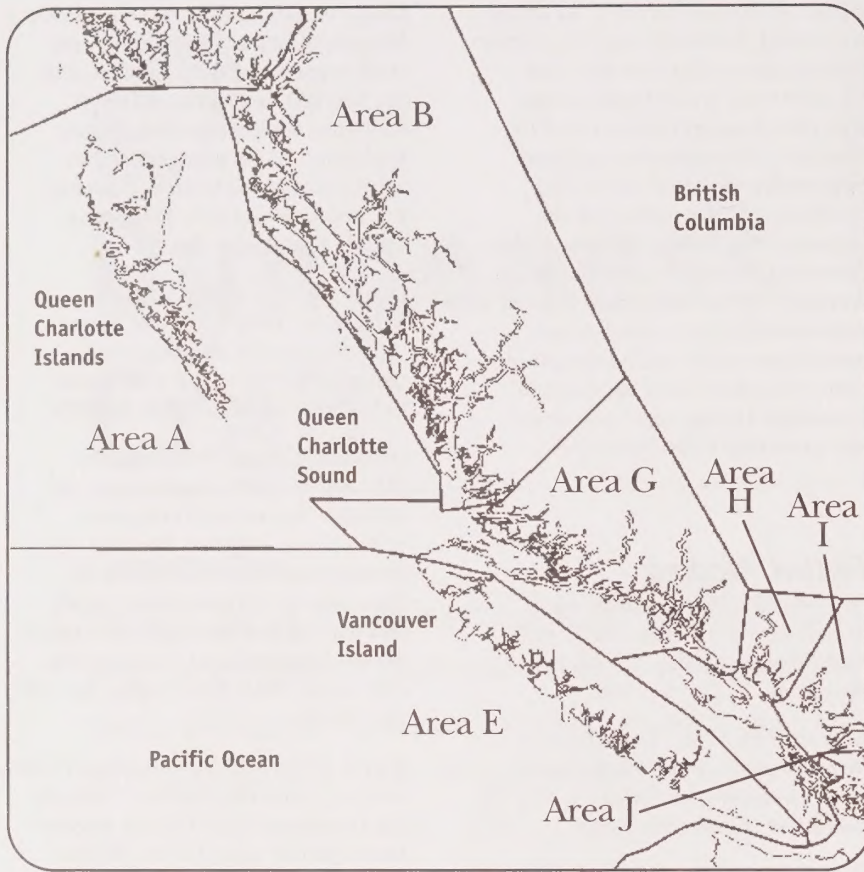 Area B
British
Columbia
Queen
Charlotte
Islands
Area A
Queen
Charlotte
Sound
Area G
Area
H
Area
I
Vancouver
Island
Area E
Pacific Ocean
Area J